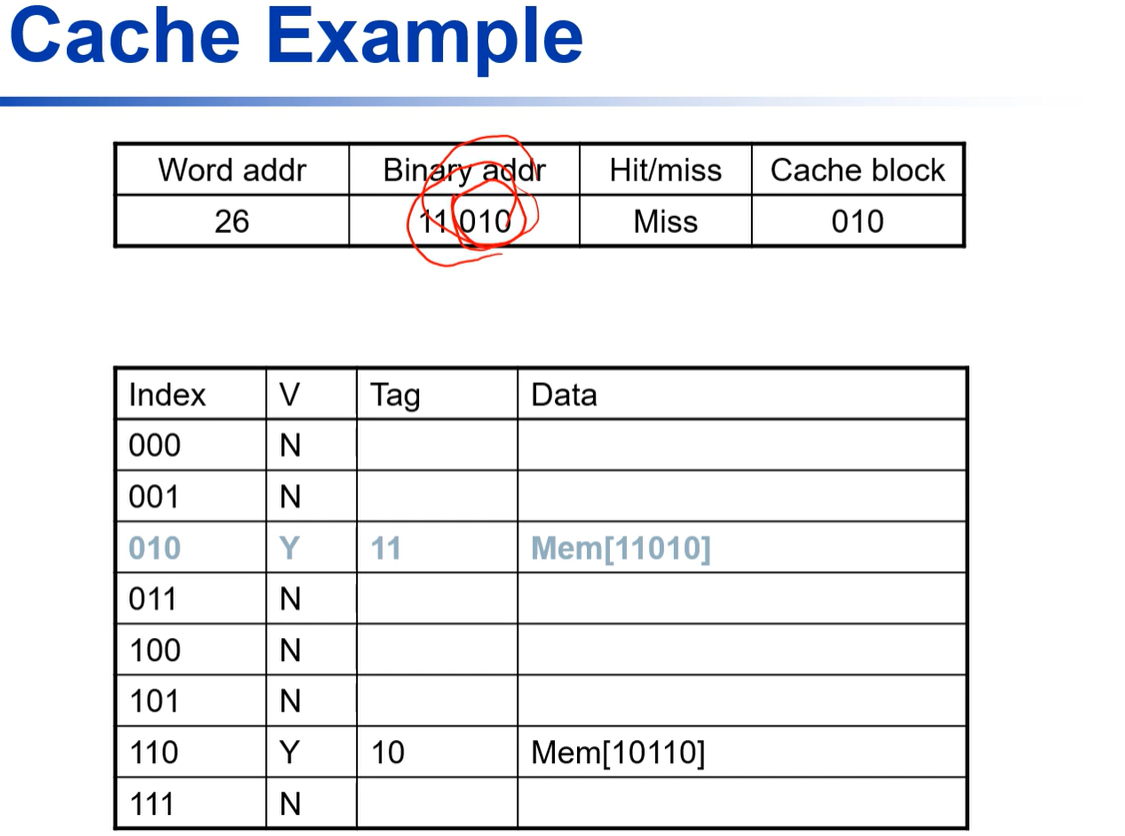 Cache Example
Word addr Binary addr Hit/miss Cache block
26 11 010 Miss 010
Index V Tag Data
000 N
001 N
010 Y 11 Mem[11010]
011 N
100 N
101 N
110 Y 10 Mem[10110]
111 N